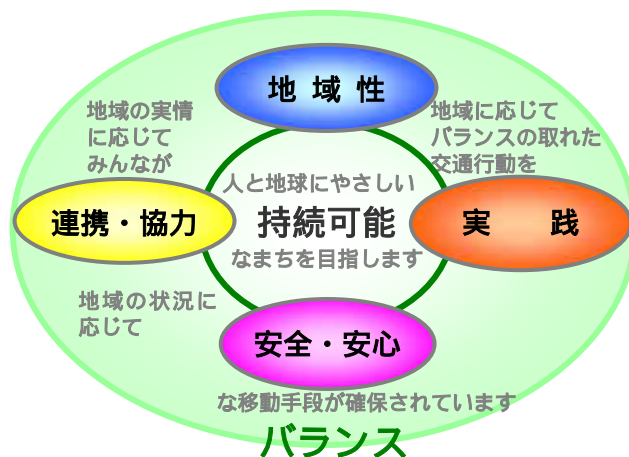 地域性
地域の実情
に応じて
みんなが
地域に応じて
バランスの取れた
交通行動を
人と地球にやさしい
連携・協力
持続可能
実 践
なまちを目指します
地域の状況に
応じて
安全・安心
な移動手段が確保されています
バランス